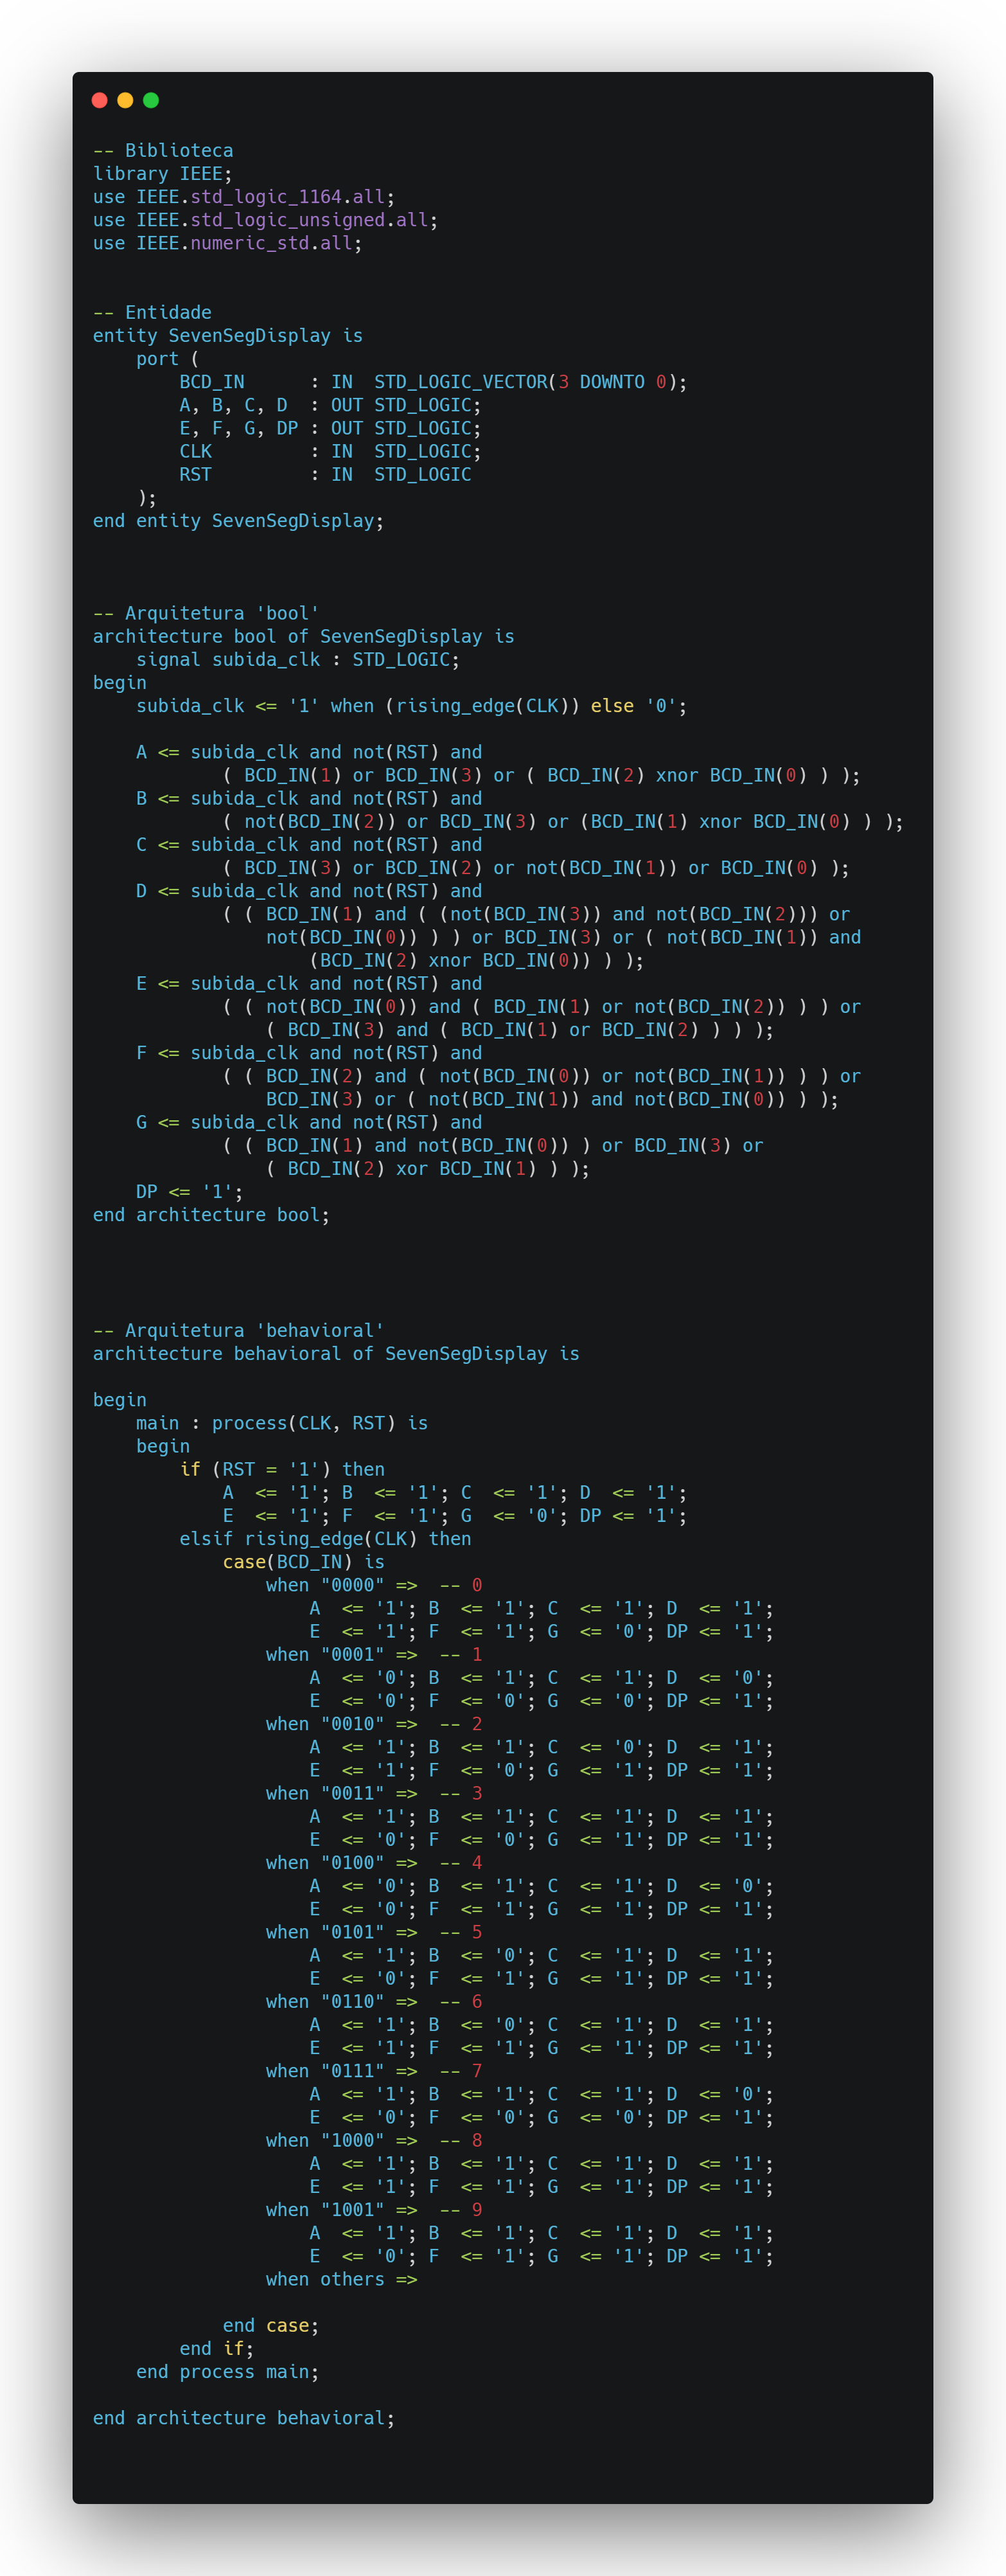 -- Biblioteca
library IEEE;
use IEEE.std_logic_1164.all;
use IEEE.std_logic_unsigned.all;
use IEEE.numeric_std.all;
-- Entidade
entity SevenSegDisplay is
    port (
        BCD_IN      : IN  STD_LOGIC_VECTOR(3 DOWNTO 0);
        A, B, C, D  : OUT STD_LOGIC;
        E, F, G, DP : OUT STD_LOGIC;
        CLK         : IN  STD_LOGIC;
        RST         : IN  STD_LOGIC
    );
end entity SevenSegDisplay;
-- Arquitetura 'bool'
architecture bool of SevenSegDisplay is
    signal subida_clk : STD_LOGIC;
begin
    subida_clk <= '1' when (rising_edge(CLK)) else '0';
    A <= subida_clk and not(RST) and
            ( BCD_IN(1) or BCD_IN(3) or ( BCD_IN(2) xnor BCD_IN(0) ) );
    B <= subida_clk and not(RST) and
            ( not(BCD_IN(2)) or BCD_IN(3) or (BCD_IN(1) xnor BCD_IN(0) ) );
    C <= subida_clk and not(RST) and
            ( BCD_IN(3) or BCD_IN(2) or not(BCD_IN(1)) or BCD_IN(0) );
    D <= subida_clk and not(RST) and
            ( ( BCD_IN(1) and ( (not(BCD_IN(3)) and not(BCD_IN(2))) or
                not(BCD_IN(0)) ) ) or BCD_IN(3) or ( not(BCD_IN(1)) and
                    (BCD_IN(2) xnor BCD_IN(0)) ) );
    E <= subida_clk and not(RST) and
            ( ( not(BCD_IN(0)) and ( BCD_IN(1) or not(BCD_IN(2)) ) ) or
                ( BCD_IN(3) and ( BCD_IN(1) or BCD_IN(2) ) ) );
    F <= subida_clk and not(RST) and
            ( ( BCD_IN(2) and ( not(BCD_IN(0)) or not(BCD_IN(1)) ) ) or
                BCD_IN(3) or ( not(BCD_IN(1)) and not(BCD_IN(0)) ) );
    G <= subida_clk and not(RST) and
            ( ( BCD_IN(1) and not(BCD_IN(0)) ) or BCD_IN(3) or
                ( BCD_IN(2) xor BCD_IN(1) ) );
    DP <= '1';
end architecture bool;
-- Arquitetura 'behavioral'
architecture behavioral of SevenSegDisplay is
begin
    main : process(CLK, RST) is
    begin
        if (RST = '1') then
            A  <= '1'; B  <= '1'; C  <= '1'; D  <= '1';
            E  <= '1'; F  <= '1'; G  <= '0'; DP <= '1';
        elsif rising_edge(CLK) then
            case(BCD_IN) is
                when "0000" =>  -- 0
                    A  <= '1'; B  <= '1'; C  <= '1'; D  <= '1';
                    E  <= '1'; F  <= '1'; G  <= '0'; DP <= '1';
                when "0001" =>  -- 1
                    A  <= '0'; B  <= '1'; C  <= '1'; D  <= '0';
                    E  <= '0'; F  <= '0'; G  <= '0'; DP <= '1';
                when "0010" =>  -- 2
                    A  <= '1'; B  <= '1'; C  <= '0'; D  <= '1';
                    E  <= '1'; F  <= '0'; G  <= '1'; DP <= '1';
                when "0011" =>  -- 3
                    A  <= '1'; B  <= '1'; C  <= '1'; D  <= '1';
                    E  <= '0'; F  <= '0'; G  <= '1'; DP <= '1';
                when "0100" =>  -- 4
                    A  <= '0'; B  <= '1'; C  <= '1'; D  <= '0';
                    E  <= '0'; F  <= '1'; G  <= '1'; DP <= '1';
                when "0101" =>  -- 5
                    A  <= '1'; B  <= '0'; C  <= '1'; D  <= '1';
                    E  <= '0'; F  <= '1'; G  <= '1'; DP <= '1';
                when "0110" =>  -- 6
                    A  <= '1'; B  <= '0'; C  <= '1'; D  <= '1';
                    E  <= '1'; F  <= '1'; G  <= '1'; DP <= '1';
                when "0111" =>  -- 7
                    A  <= '1'; B  <= '1'; C  <= '1'; D  <= '0';
                    E  <= '0'; F  <= '0'; G  <= '0'; DP <= '1';
                when "1000" =>  -- 8
                    A  <= '1'; B  <= '1'; C  <= '1'; D  <= '1';
                    E  <= '1'; F  <= '1'; G  <= '1'; DP <= '1';
                when "1001" =>  -- 9
                    A  <= '1'; B  <= '1'; C  <= '1'; D  <= '1';
                    E  <= '0'; F  <= '1'; G  <= '1'; DP <= '1';
                when others =>
            end case;
        end if;
    end process main;
end architecture behavioral;